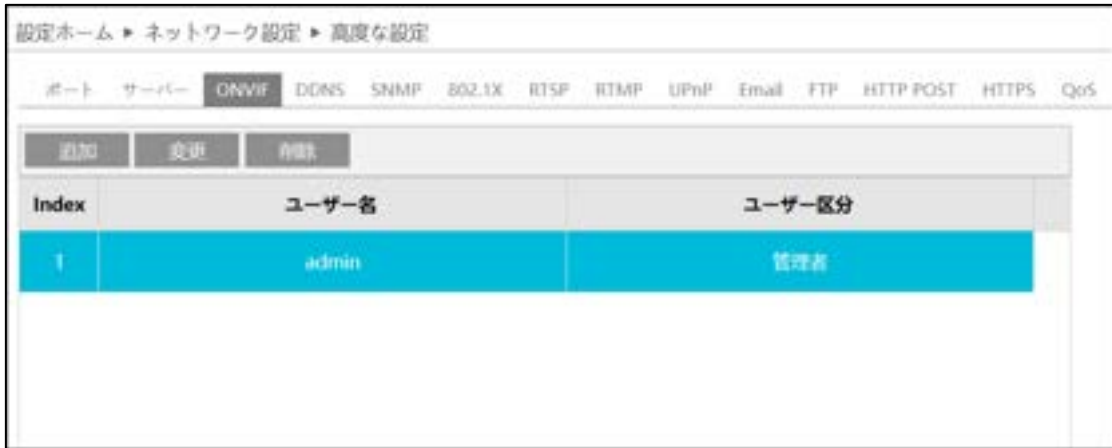 設定ホーム ▶ ネットワーク設定 ▶ 高度な設定
ポート サーバー ONVIF DDNS SNMP 802.1X RTSP RTMP UPnP Email FTP HTTP POST HTTPS QoS
追加 変更 削除
Index ユーザー名 ユーザー区分
1 admin 管理者